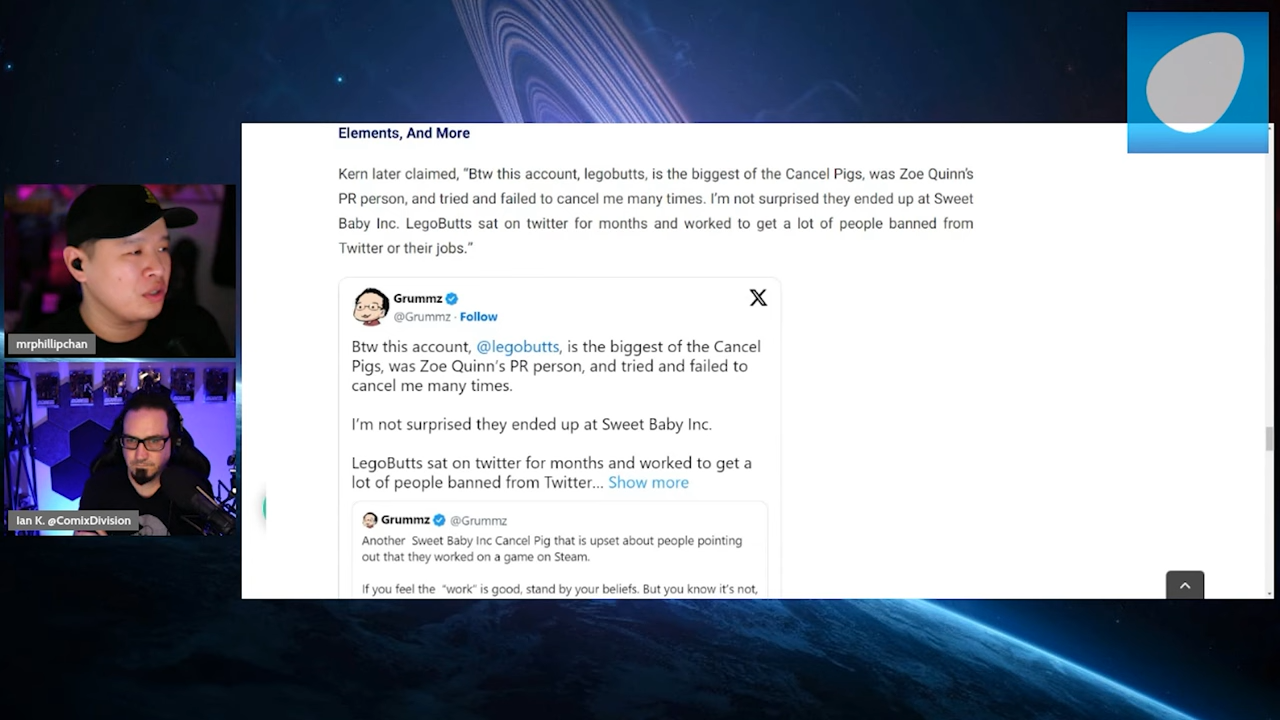 Elements, And More
Kern later claimed, “Btw this account, legobutts, is the biggest of the Cancel Pigs, was Zoe Quinn’s
PR person, and tried and failed to cancel me many times. I’m not surprised they ended up at Sweet
Baby Inc. LegoButts sat on twitter for months and worked to get a lot of people banned from
Twitter or their jobs.”
Grummz
@Grummz · Follow
Btw this account, @legobutts, is the biggest of the Cancel
Pigs, was Zoe Quinn’s PR person, and tried and failed to
cancel me many times.
I’m not surprised they ended up at Sweet Baby Inc.
LegoButts sat on twitter for months and worked to get a
lot of people banned from Twitter... Show more
Grummz @Grummz
Another Sweet Baby Inc Cancel Pig that is upset about people pointing
out that they worked on a game on Steam.
If you feel the “work” is good, stand by your beliefs. But you know it’s not,
mrphillipchan
Ian K. @ComixDivision